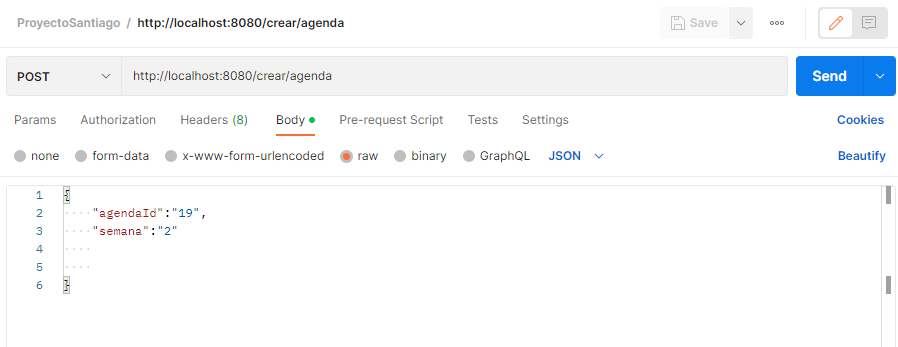 ProyectoSantiago / http://localhost:8080/crear/agenda Save
POST http://localhost:8080/crear/agenda Send
Params Authorization Headers (8) Body Pre-request Script Tests Settings Cookies
none form-data x-www-form-urlencoded raw binary GraphQL JSON Beautify
1 {
2 "agendaId":"19",
3 "semana":"2"
4
5
6 }